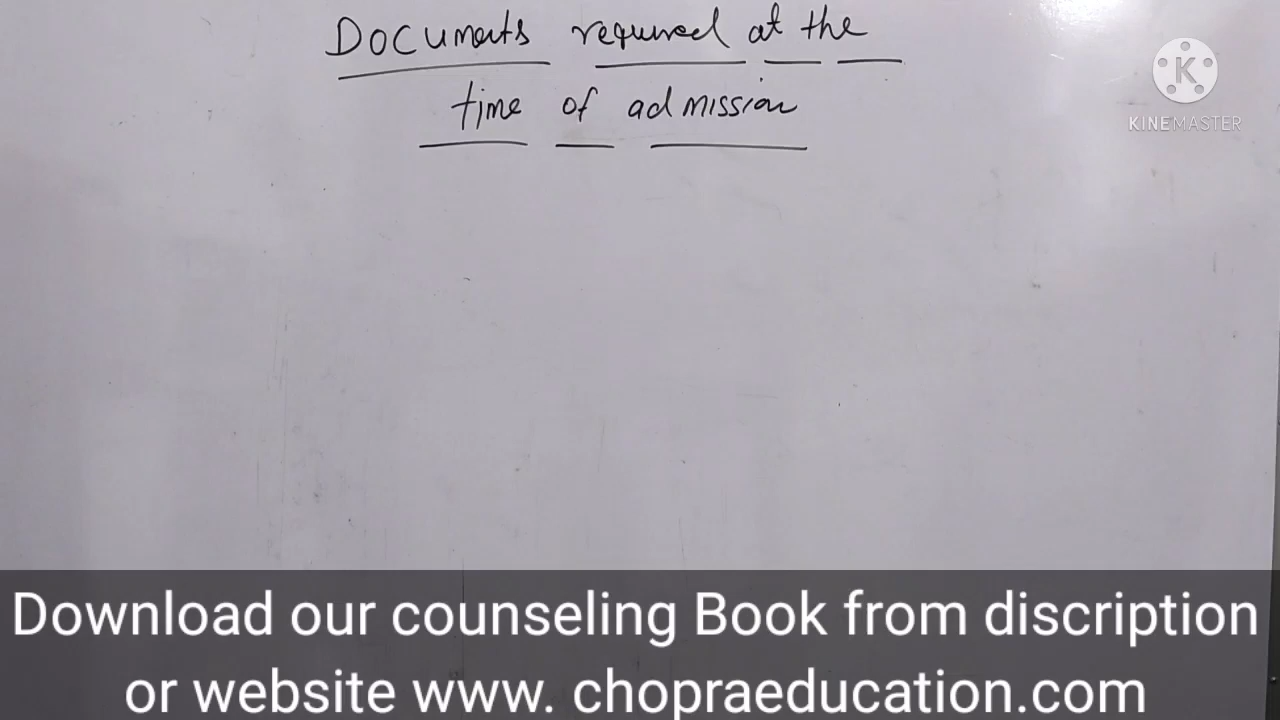 Documents required at the
time of admission
K
KINEMASTER
Download our counseling Book from discription
or website www. chopraeducation.com